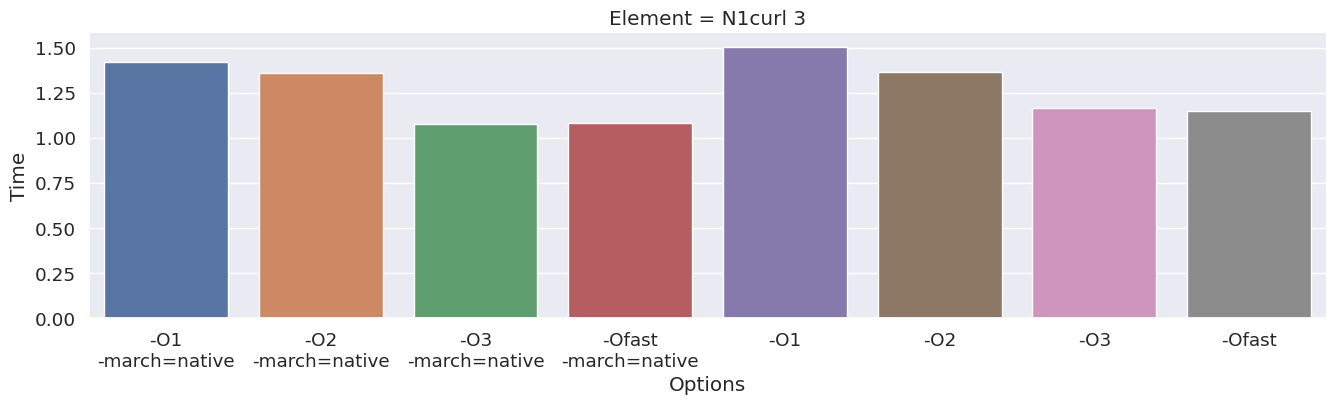 Element = N1curl 3
1.50
1.25
1.00
0.75
0.50
0.25
0.00
Time
-O1 -O2 -O3 -Ofast -O1 -O2 -O3 -Ofast
-march=native -march=native -march=native -march=native
Options